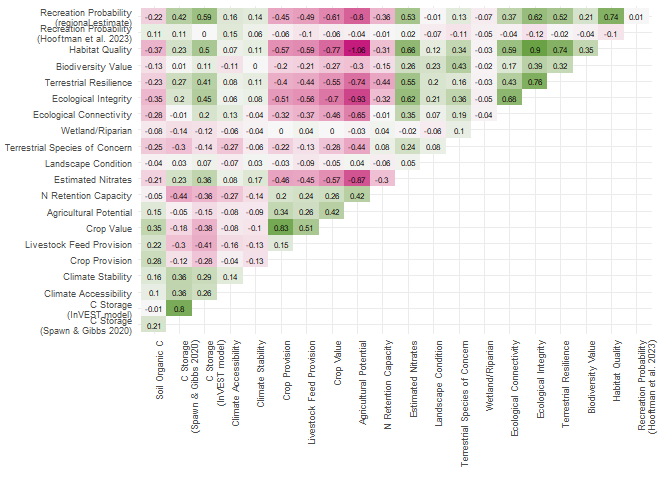 Recreation Probability
(regionalestimate)
-0.22 0.42 0.59 0.16 0.14 -0.45 -0.49 -0.61 -0.8 -0.36 0.53 -0.01 0.13 -0.07 0.37 0.62 0.52 0.21 0.74 0.01
Recreation Probability
(Hooftman et al. 2023)
0.11 0.11 0 0.15 0.06 -0.06 -0.1 -0.04 -0.1 -0.01 0.02 -0.07 -0.11 -0.05 -0.04 -0.12 -0.02 -0.04 -0.1
Habitat Quality
-0.37 0.23 0.5 0.07 0.11 -0.57 -0.59 -0.77 -1.06 -0.31 0.66 0.12 0.34 -0.03 0.59 0.9 0.74 0.35
Biodiversity Value
-0.13 0.01 0.11 -0.11 0 -0.2 -0.21 -0.27 -0.3 -0.15 0.26 0.23 0.43 -0.02 0.17 0.39 0.32
Terrestrial Resilience
-0.23 0.27 0.41 0.08 0.11 -0.4 -0.44 -0.55 -0.74 -0.44 0.55 0.2 0.16 -0.03 0.43 0.76
Ecological Integrity
-0.35 0.2 0.45 0.06 0.08 -0.51 -0.56 -0.7 -0.93 -0.32 0.62 0.21 0.36 -0.07 0.66
Ecological Connectivity
-0.28 -0.01 0.2 0.13 -0.04 -0.32 -0.37 -0.46 -0.65 -0.01 0.35 0.07 0.19 -0.04
Wetland/Riparian
-0.08 -0.14 -0.12 -0.06 -0.04 0 0.04 0 -0.03 0.04 -0.02 -0.06 0.1
Terrestrial Species of Concern
-0.25 -0.3 -0.14 -0.27 -0.06 -0.22 -0.13 -0.28 -0.44 0.08 0.24 0.08
Landscape Condition
-0.04 0.03 0.07 -0.07 0.03 -0.03 -0.09 -0.05 0.04 -0.06 0.05
Estimated Nitrates
-0.21 0.23 0.36 0.08 0.17 -0.46 -0.45 -0.57 -0.87 -0.3
N Retention Capacity
-0.05 -0.44 -0.36 -0.27 -0.14 0.2 0.24 0.26 0.42
Agricultural Potential
0.15 -0.05 -0.15 -0.08 -0.09 0.34 0.26 0.42
Crop Value
0.35 -0.18 -0.38 -0.08 -0.1 0.83 0.51
Livestock Feed Provision
0.22 -0.3 -0.41 -0.16 -0.13 0.15
Crop Provision
0.28 -0.12 -0.28 -0.04 -0.13
Climate Stability
0.16 0.36 0.29 0.14
Climate Accessibility
0.1 0.36 0.26
C Storage
(InVEST model)
-0.01 0.8
C Storage
(Spawn & Gibbs 2020)
0.21
Soil Organic C
C Storage
(Spawn & Gibbs 2020)
C Storage
(InVEST model)
Climate Accessibility
Climate Stability
Crop Provision
Livestock Feed Provision
Crop Value
Agricultural Potential
N Retention Capacity
Estimated Nitrates
Landscape Condition
Terrestrial Species of Concern
Wetland/Riparian
Ecological Connectivity
Ecological Integrity
Terrestrial Resilience
Biodiversity Value
Habitat Quality
Recreation Probability
(Hooftman et al. 2023)